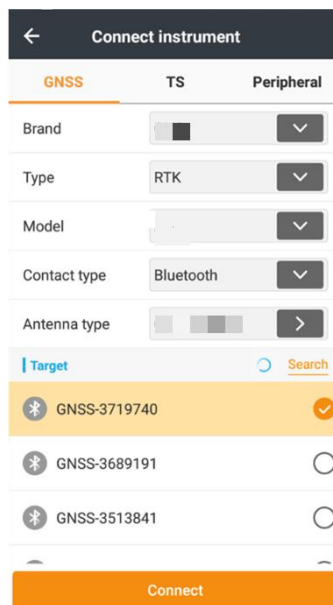 Connect instrument
GNSS TS Peripheral
Brand
Type RTK
Model
Contact type Bluetooth
Antenna type
Target Search
GNSS-3719740
GNSS-3689191
GNSS-3513841
Connect